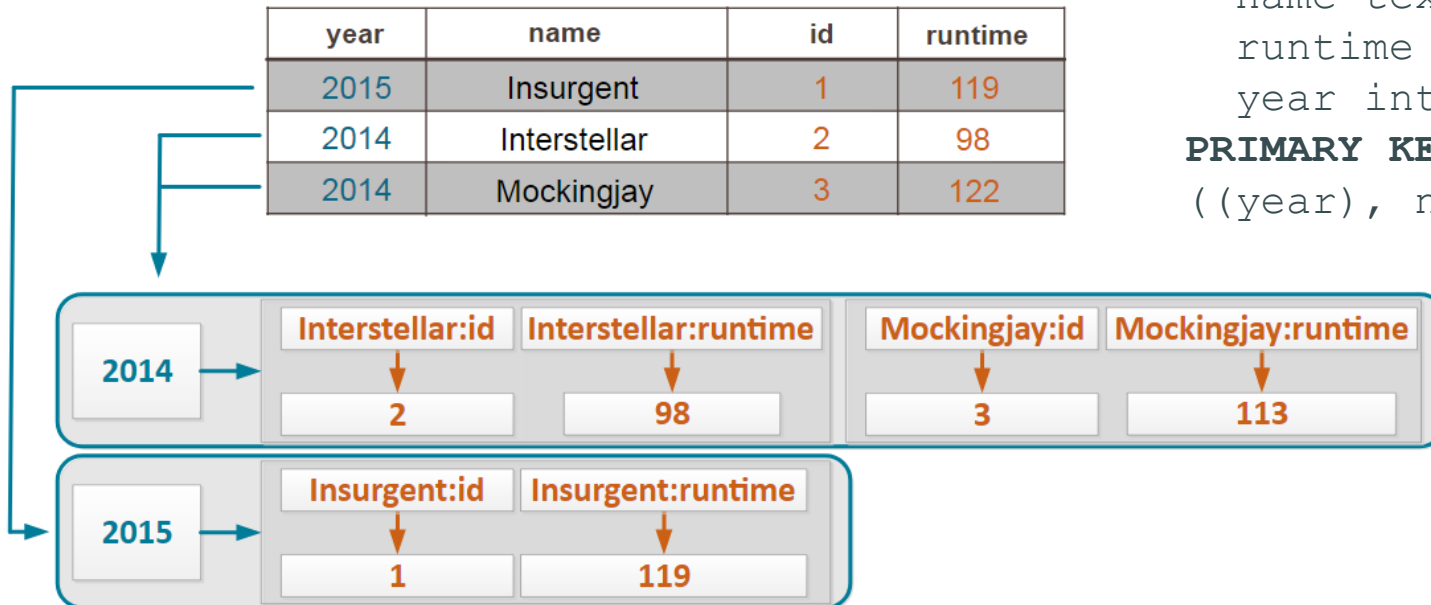 year name id runtime
2015 Insurgent 1 119
2014 Interstellar 2 98
2014 Mockingjay 3 122
runtime
year int
PRIMARY KE
((year), n
Interstellar:id Interstellar:runtime Mockingjay:id Mockingjay:runtime
2014
2 98 3 113
Insurgent:id Insurgent:runtime
2015
1 119